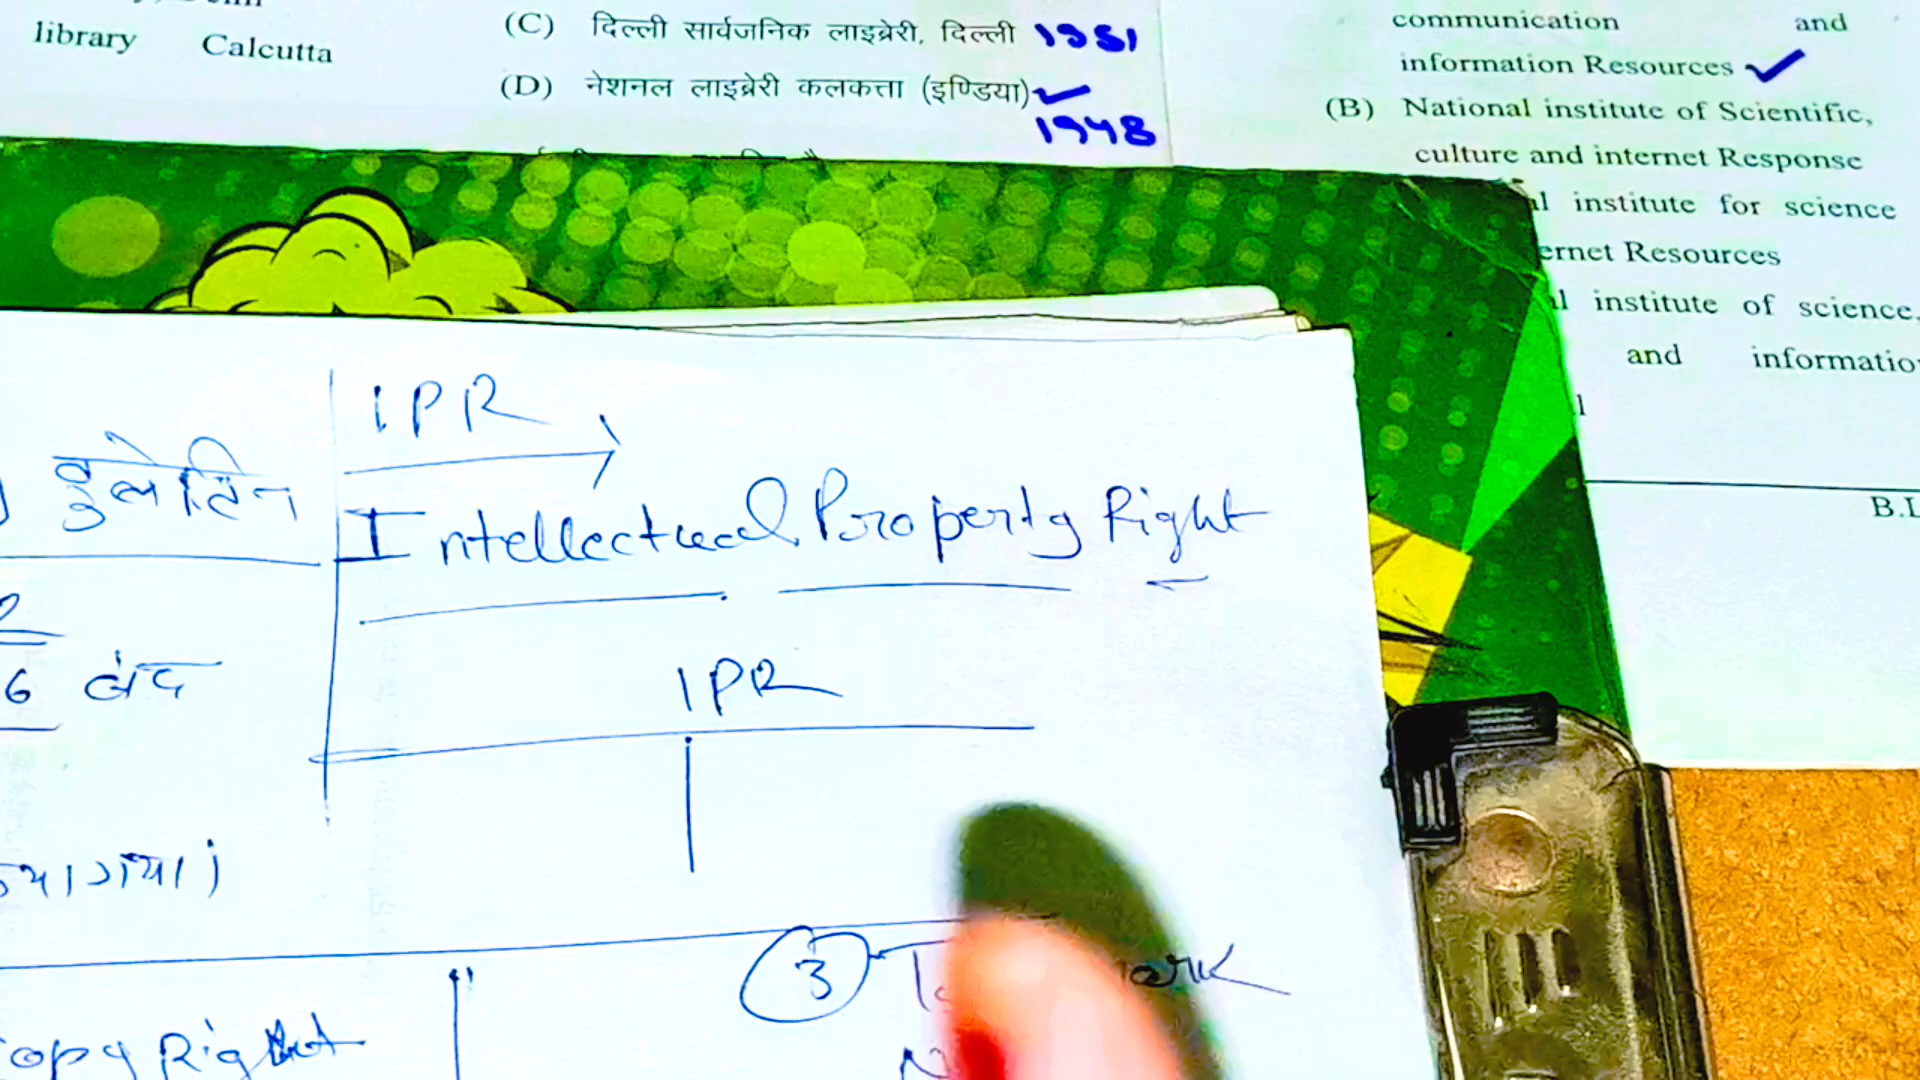 library Calcutta
(C) दिल्ली सार्वजनिक लाइब्रेरी, दिल्ली 1951
(D) नेशनल लाइब्रेरी कलकत्ता (इण्डिया)
1948
communication and
information Resources
(B) National institute of Scientific,
culture and internet Response
institute for science
ernet Resources
institute of science,
and informatio
B.L
IPR
बुलेटिन
Intellectual Property Right
6 बंद
IPR
3
ark
opy Right